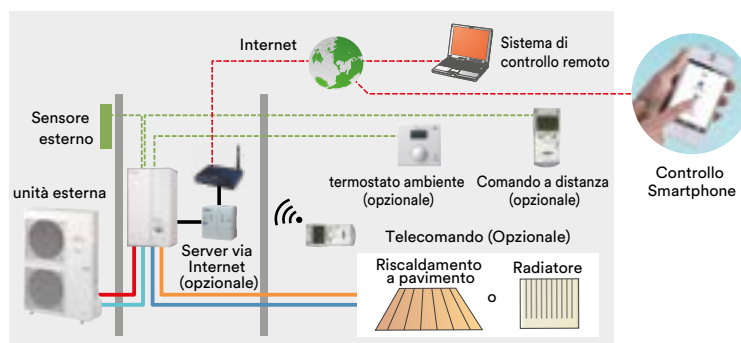 Internet
Sistema di
controllo remoto
Sensore
esterno
unità esterna
termostato ambiente
(opzionale)
Comando a distanza
(opzionale)
Controllo
Smartphone
Server via
Internet
(opzionale)
Telecomando (Opzionale)
Riscaldamento
a pavimento
o
Radiatore